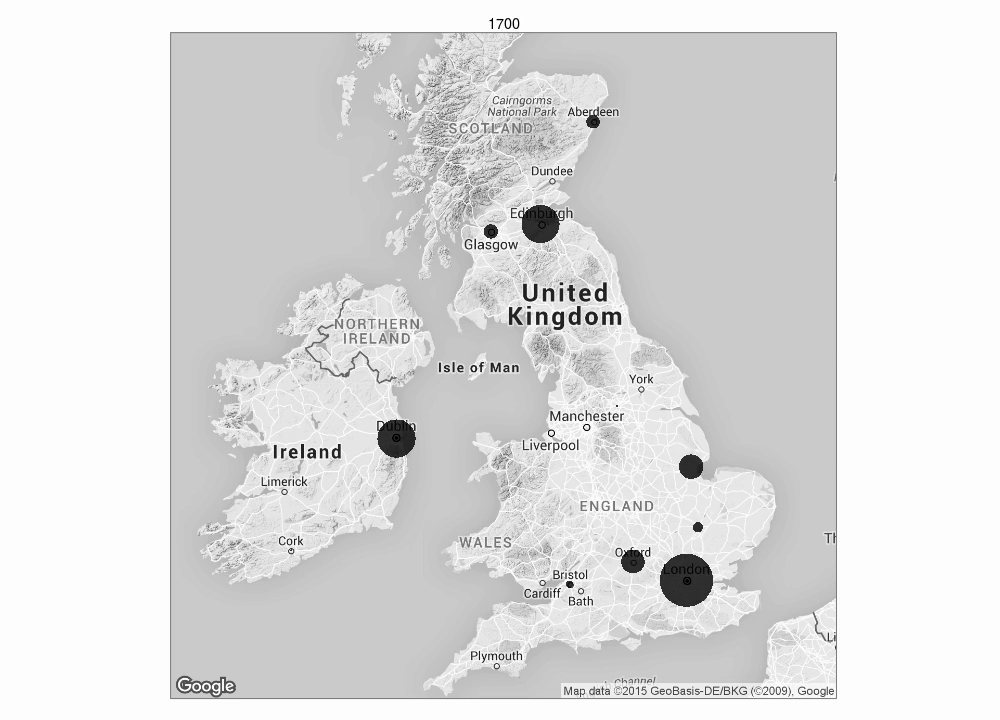 1700
Cairngorms
National Park
Aberdeen
SCOTLAND
Dundee
Edinburgh
Glasgow
United
Kingdom
NORTHERN
IRELAND
Isle of Man
York
Manchester
Dublin
Liverpool
Ireland
Limerick
ENGLAND
Cork
WALES
Th
Oxford
London
Bristol
Cardiff
Bath
Li
Plymouth
channel
Google
Map data ©2015 GeoBasis-DE/BKG (©2009), Google